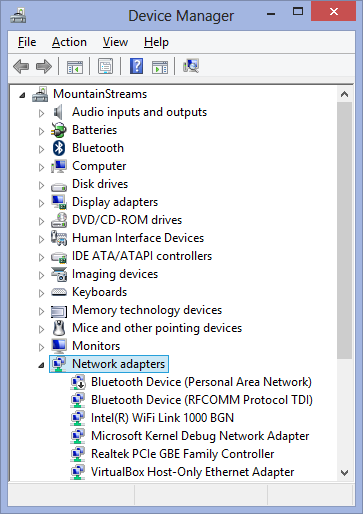 Device Manager
File Action View Help
MountainStreams
Audio inputs and outputs
Batteries
Bluetooth
Computer
Disk drives
Display adapters
DVD/CD-ROM drives
Human Interface Devices
IDE ATA/ATAPI controllers
Imaging devices
Keyboards
Memory technology devices
Mice and other pointing devices
Monitors
Network adapters
Bluetooth Device (Personal Area Network)
Bluetooth Device (RFCOMM Protocol TDI)
Intel(R) WiFi Link 1000 BGN
Microsoft Kernel Debug Network Adapter
Realtek PCIe GBE Family Controller
VirtualBox Host-Only Ethernet Adapter